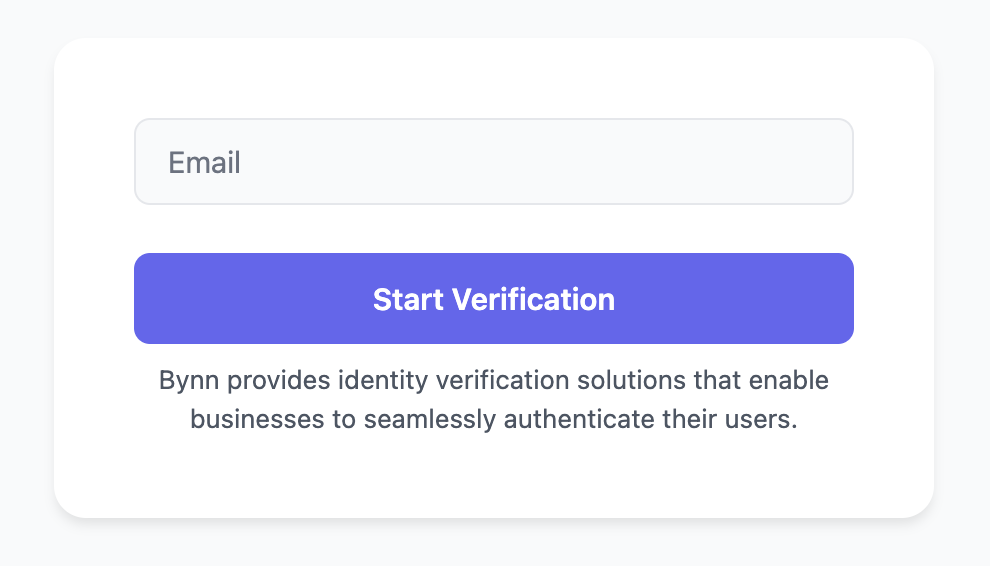 Email
Start Verification
Bynn provides identity verification solutions that enable
businesses to seamlessly authenticate their users.